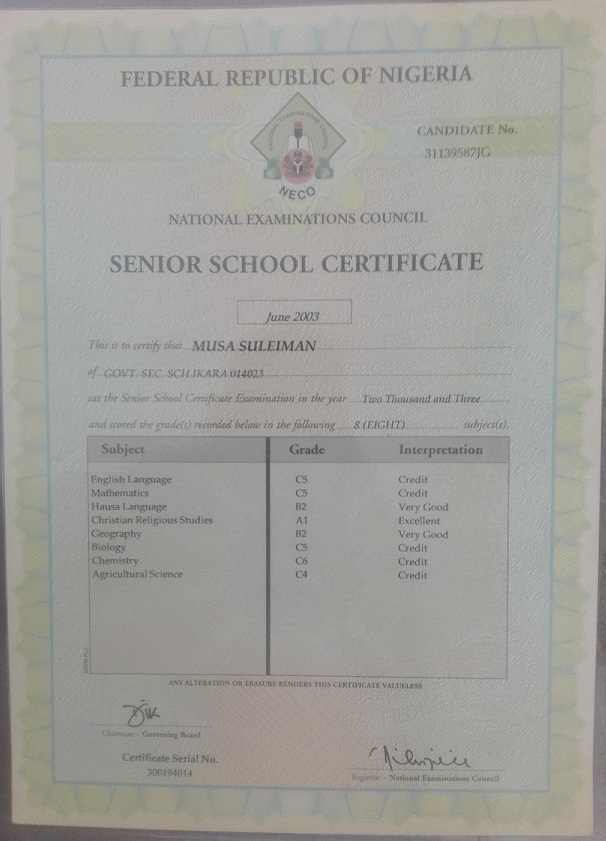 FEDERAL REPUBLIC OF NIGERIA
NATIONAL EXAMINATIONS COUNCIL
NECO
CANDIDATE No.
31139587JG
NATIONAL EXAMINATIONS COUNCIL
SENIOR SCHOOL CERTIFICATE
June 2003
This is to certify that MUSA SULEIMAN
of GOVT. SEC. SCH.IKARA 014023
sat the Senior School Certificate Examination in the year Two Thousand and Three
and scored the grade(s) recorded below in the following 8 (EIGHT) subject(s).
Subject Grade Interpretation
English Language C5 Credit
Mathematics C5 Credit
Hausa Language B2 Very Good
Christian Religious Studies A1 Excellent
Geography B2 Very Good
Biology C5 Credit
Chemistry C6 Credit
Agricultural Science C4 Credit
ANY ALTERATION OR ERASURE RENDERS THIS CERTIFICATE VALUELESS
Chairman – Governing Board
Certificate Serial No.
300194014
Registrar – National Examinations Council